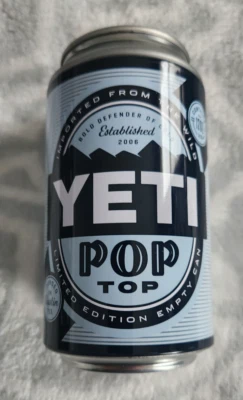 IMPORTED FROM THE WILD
BOLD DEFENDER OF
Established
2006
YETI
POP
TOP
LIMITED EDITION EMPTY CAN